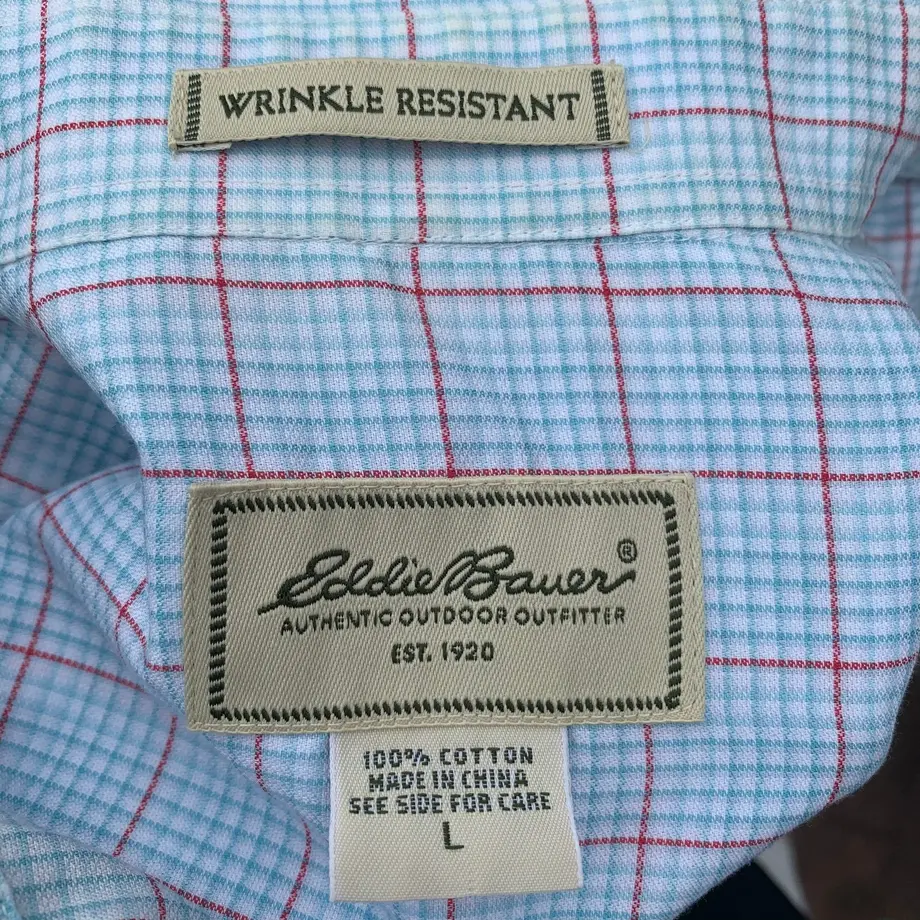 WRINKLE RESISTANT
Eddie Bauer®
AUTHENTIC OUTDOOR OUTFITTER
EST. 1920
100% COTTON
MADE IN CHINA
SEE SIDE FOR CARE
L